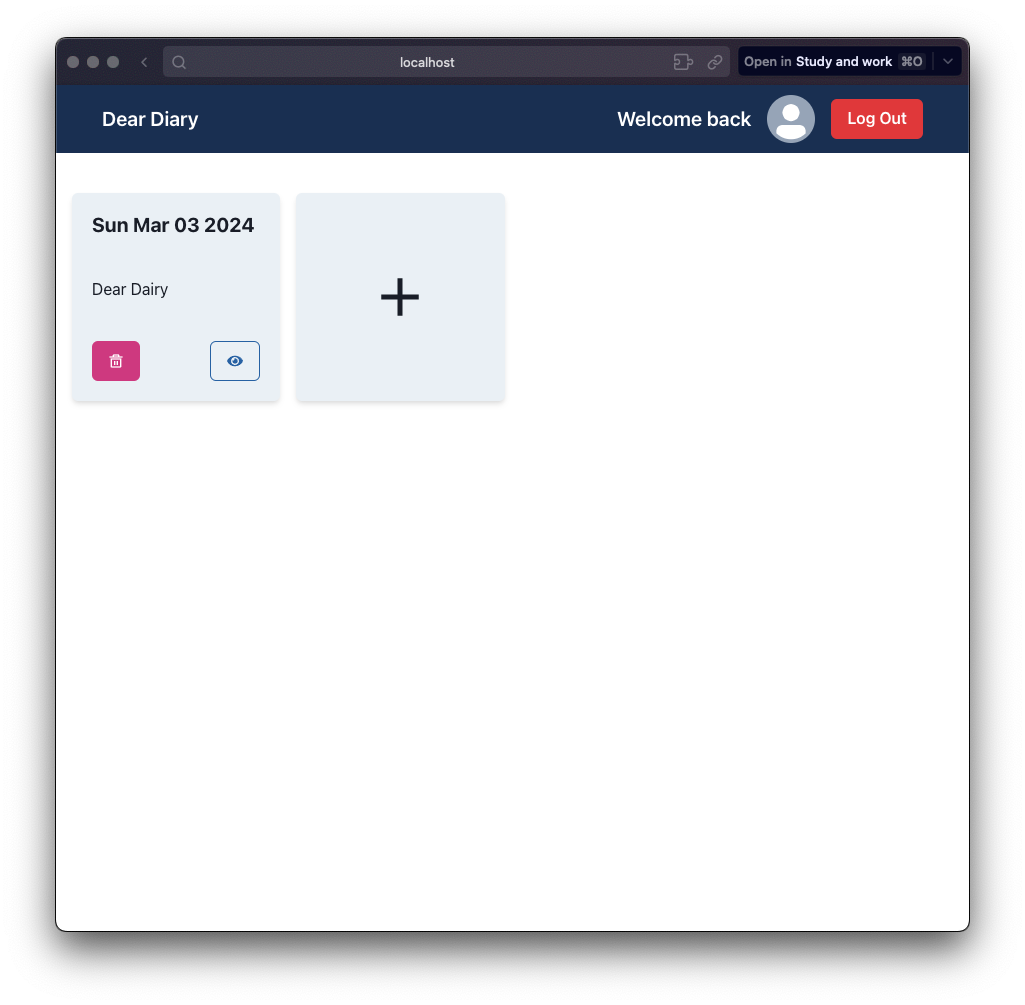 localhost
Open in Study and work ⌘O
Dear Diary
Welcome back
Log Out
Sun Mar 03 2024
Dear Dairy